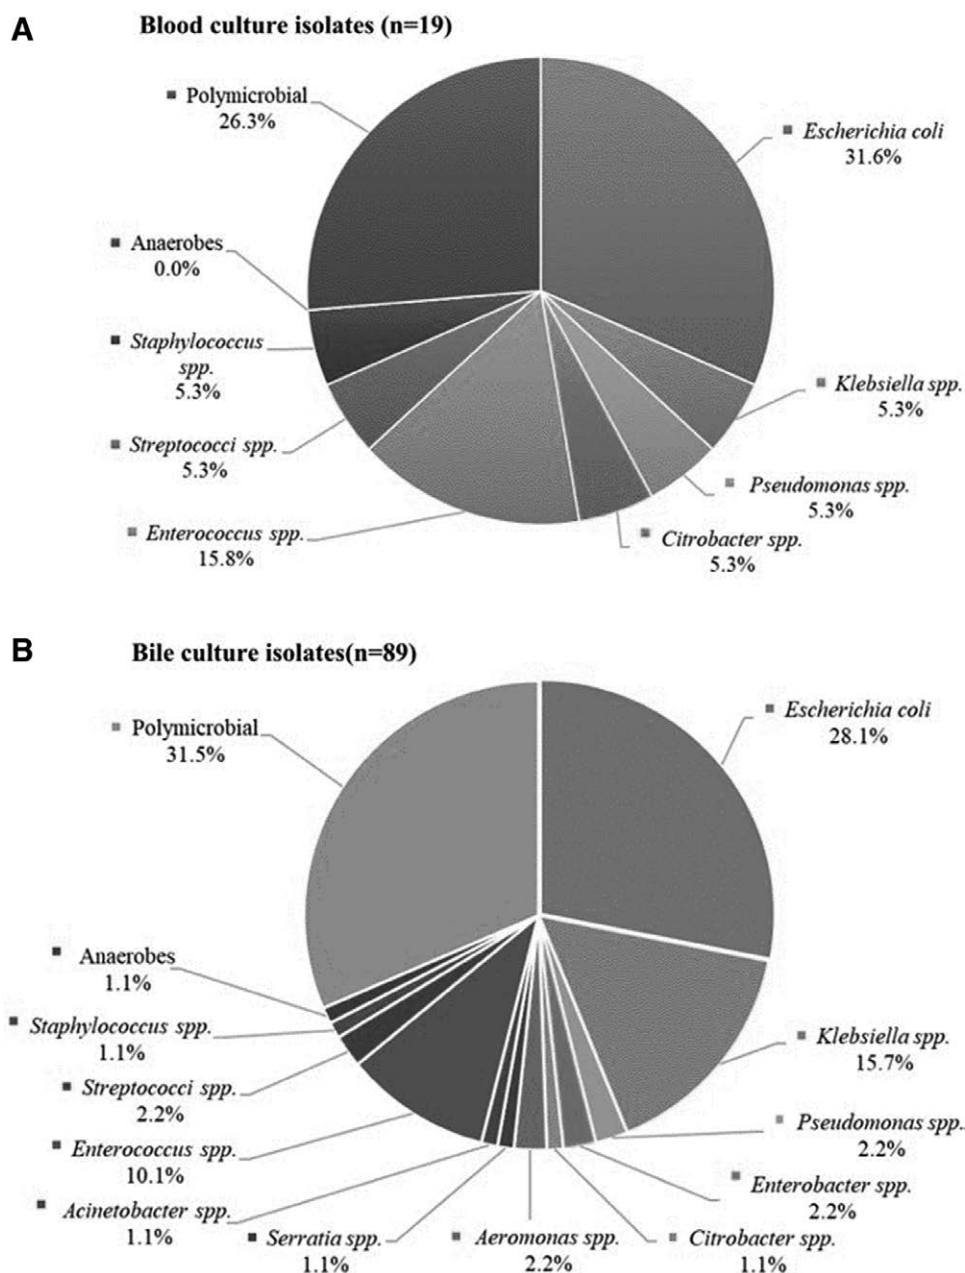 A
Blood culture isolates (n=19)
Polymicrobial
26.3%
Escherichia coli
31.6%
Anaerobes
0.0%
Staphylococcus
spp.
5.3%
Klebsiella spp.
5.3%
Streptococci spp.
5.3%
Pseudomonas spp.
5.3%
Enterococcus spp.
15.8%
Citrobacter spp.
5.3%
B
Bile culture isolates(n=89)
Polymicrobial
31.5%
Escherichia coli
28.1%
Anaerobes
1.1%
Staphylococcus spp.
1.1%
Klebsiella spp.
15.7%
Streptococci spp.
2.2%
Pseudomonas spp..
2.2%
Enterococcus spp.
10.1%
Enterobacter spp.
2.2%
Acinetobacter spp.
1.1%
Serratia spp.
1.1%
Aeromonas spp.
2.2%
Citrobacter spp.
1.1%